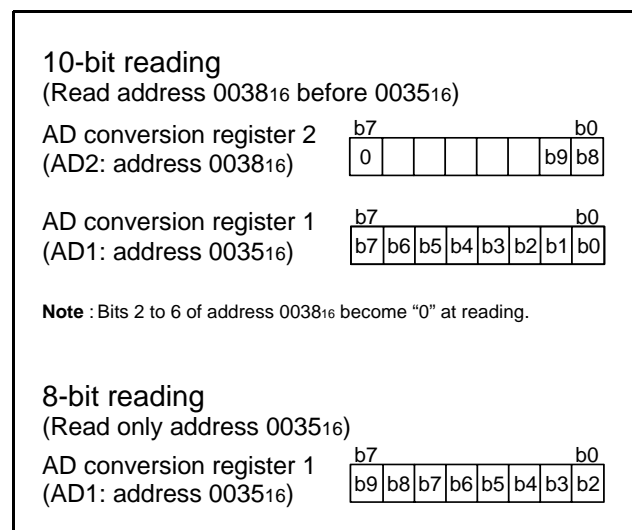 10-bit reading
(Read address 003816 before 003516)
AD conversion register 2
(AD2: address 003816)
b7 b0
0 b9 b8
AD conversion register 1
(AD1: address 003516)
b7 b0
b7 b6 b5 b4 b3 b2 b1 b0
Note : Bits 2 to 6 of address 003816 become “0” at reading.
8-bit reading
(Read only address 003516)
AD conversion register 1
(AD1: address 003516)
b7 b0
b9 b8 b7 b6 b5 b4 b3 b2